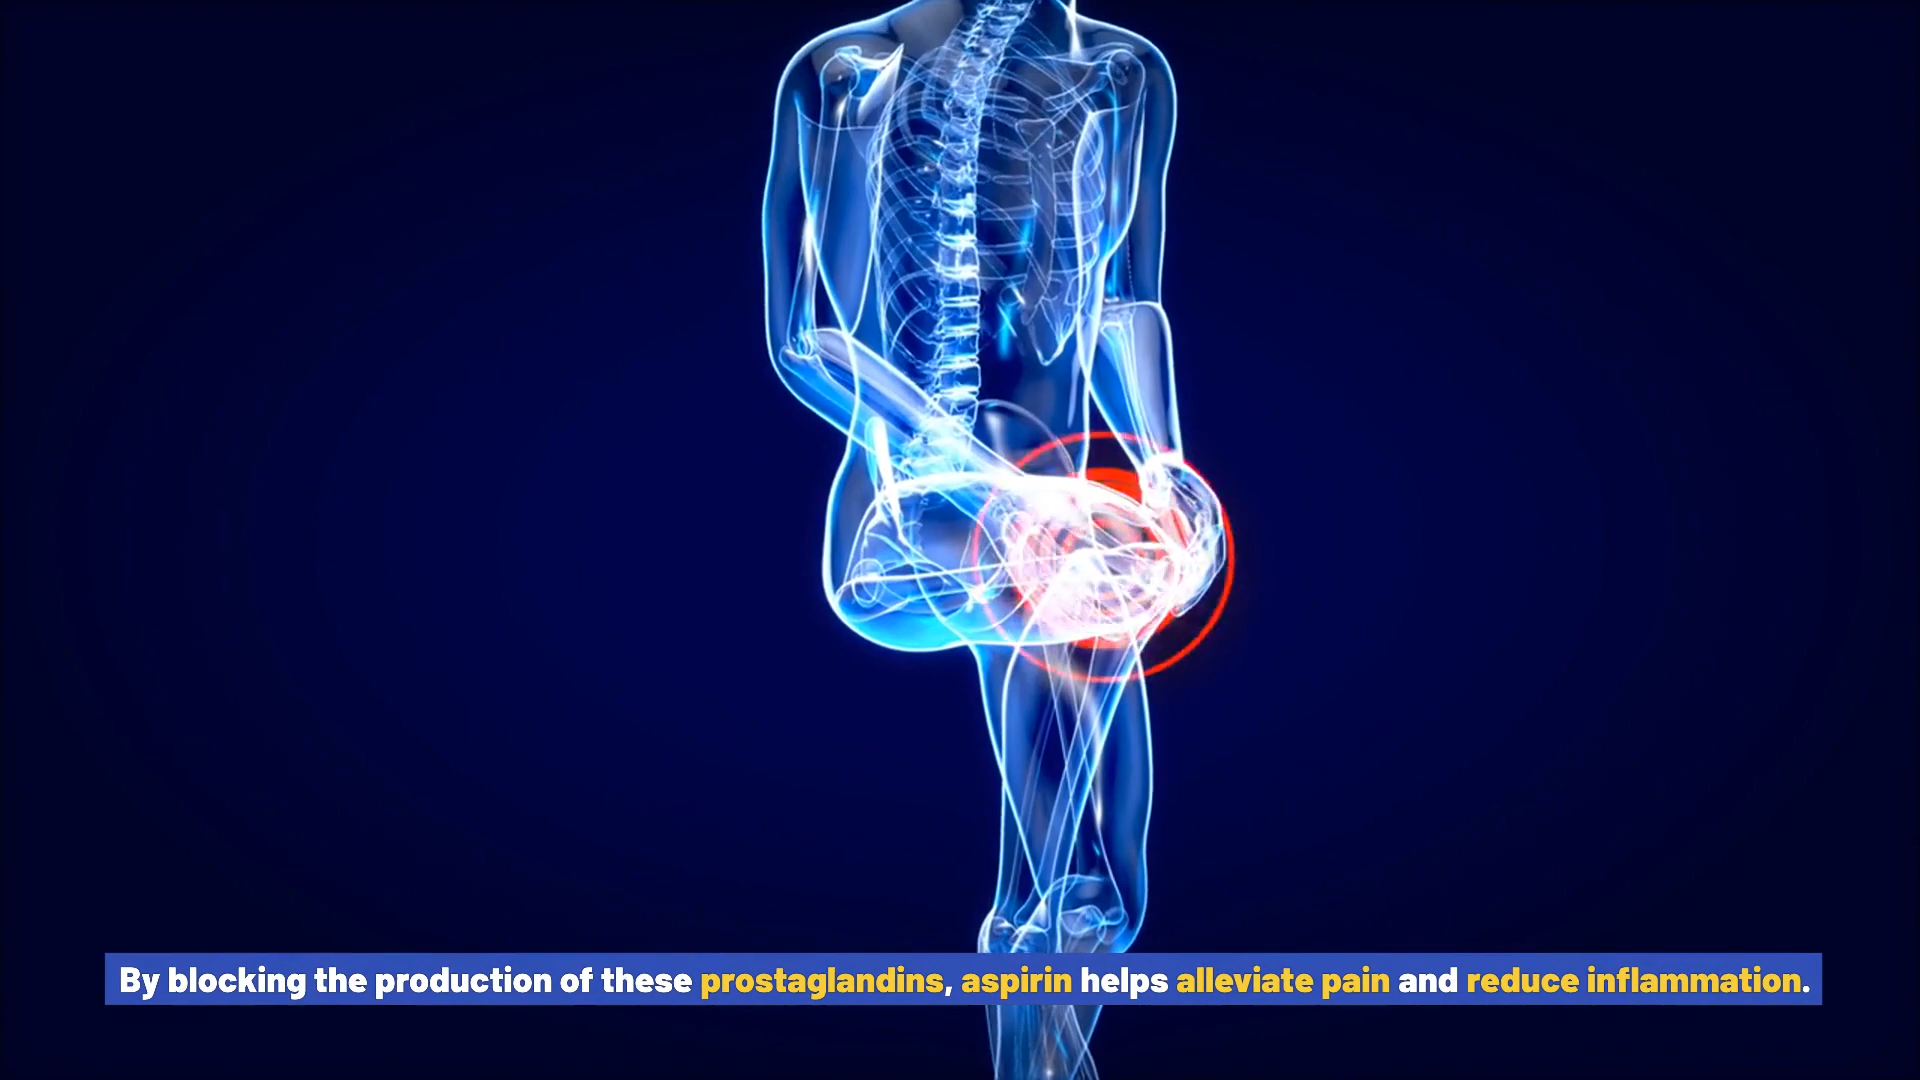 By blocking the production of these prostaglandins, aspirin helps alleviate pain and reduce inflammation.